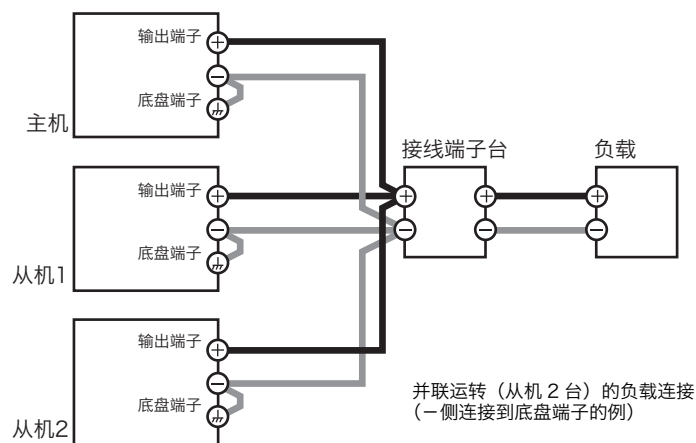 输出端子
底盘端子
主机
接线端子台
负载
输出端子
底盘端子
从机1
输出端子
底盘端子
从机2
并联运转（从机 2 台）的负载连接
（－侧连接到底盘端子的例）